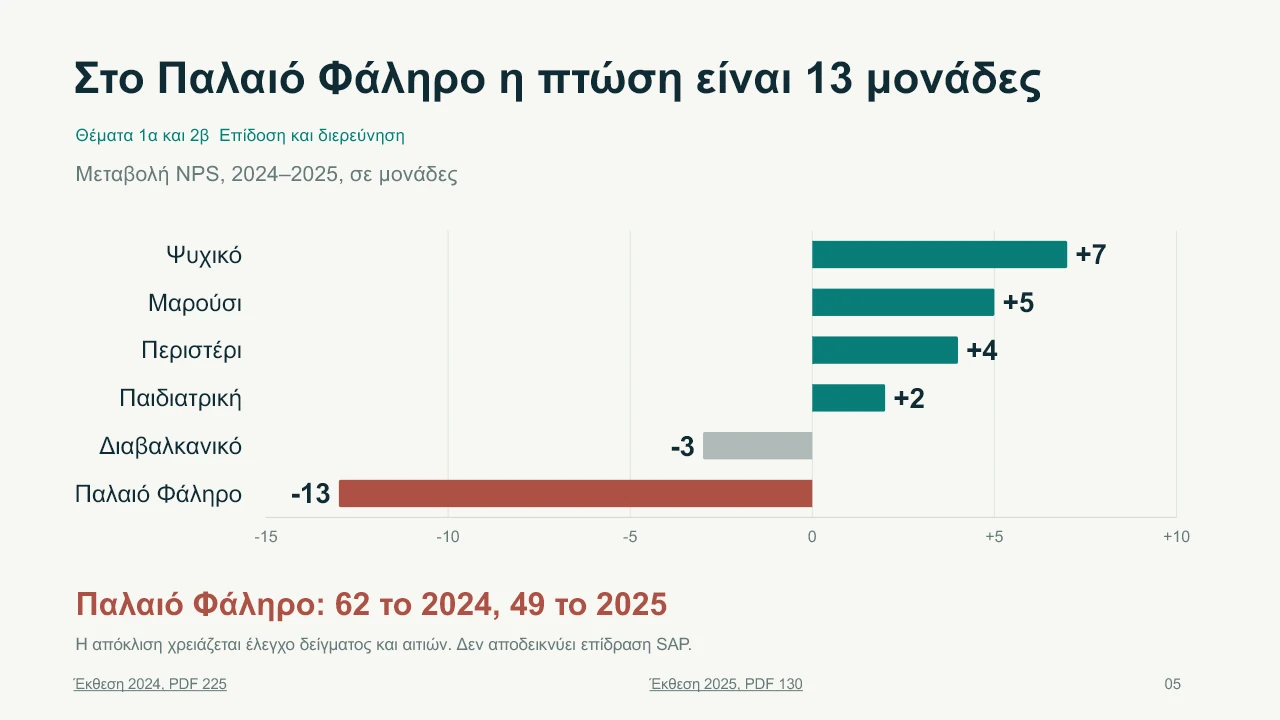 Στο Παλαιό Φάληρο η πτώση είναι 13 μονάδες
Θέματα 1α και 2β  Επίδοση και διερεύνηση
Μεταβολή NPS, 2024–2025, σε μονάδες
Ψυχικό +7
Μαρούσι +5
Περιστέρι +4
Παιδιατρική +2
Διαβαλκανικό -3
Παλαιό Φάληρο -13
-15 -10 -5 0 +5 +10
Παλαιό Φάληρο: 62 το 2024, 49 το 2025
Η απόκλιση χρειάζεται έλεγχο δείγματος και αιτιών. Δεν αποδεικνύει επίδραση SAP.
Έκθεση 2024, PDF 225 Έκθεση 2025, PDF 130 05